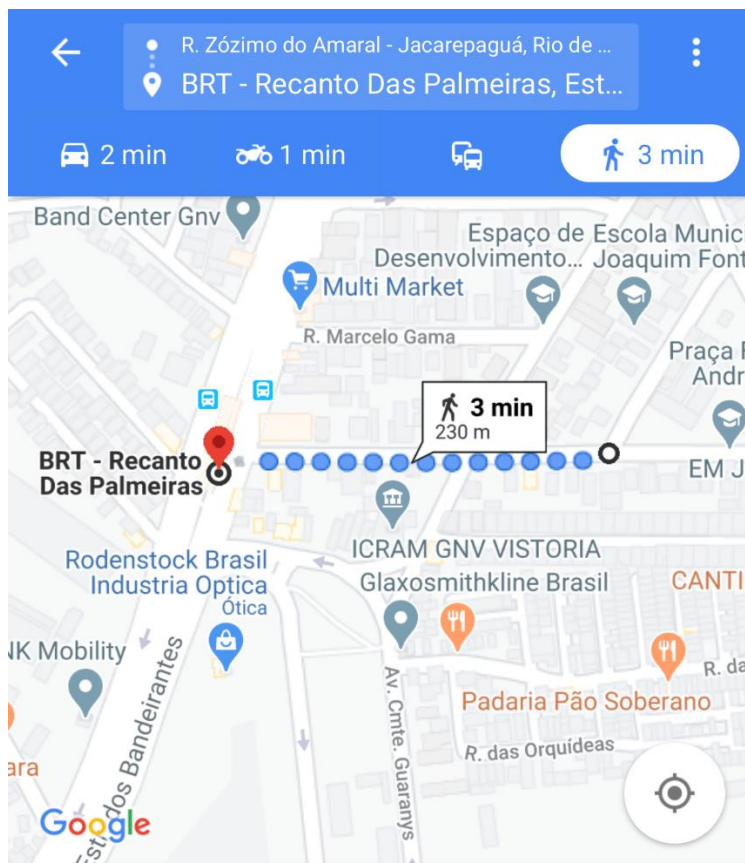 R. Zózimo do Amaral - Jacarepaguá, Rio de ...
BRT - Recanto Das Palmeiras, Est...
2 min
1 min
3 min
Band Center Gnv
Espaço de
Desenvolvimento...
Escola Munic
Joaquim Font
Multi Market
R. Marcelo Gama
Praça F
Andr
3 min
230 m
BRT - Recanto
Das Palmeiras
EM J
ICRAM GNV VISTORIA
Rodenstock Brasil
Industria Optica
Ótica
Glaxosmithkline Brasil
CANTI
NK Mobility
R. da
Padaria Pão Soberano
Av. Cmte. Guaranys
R. das Orquídeas
ara
Estr. dos Bandeirantes
Google